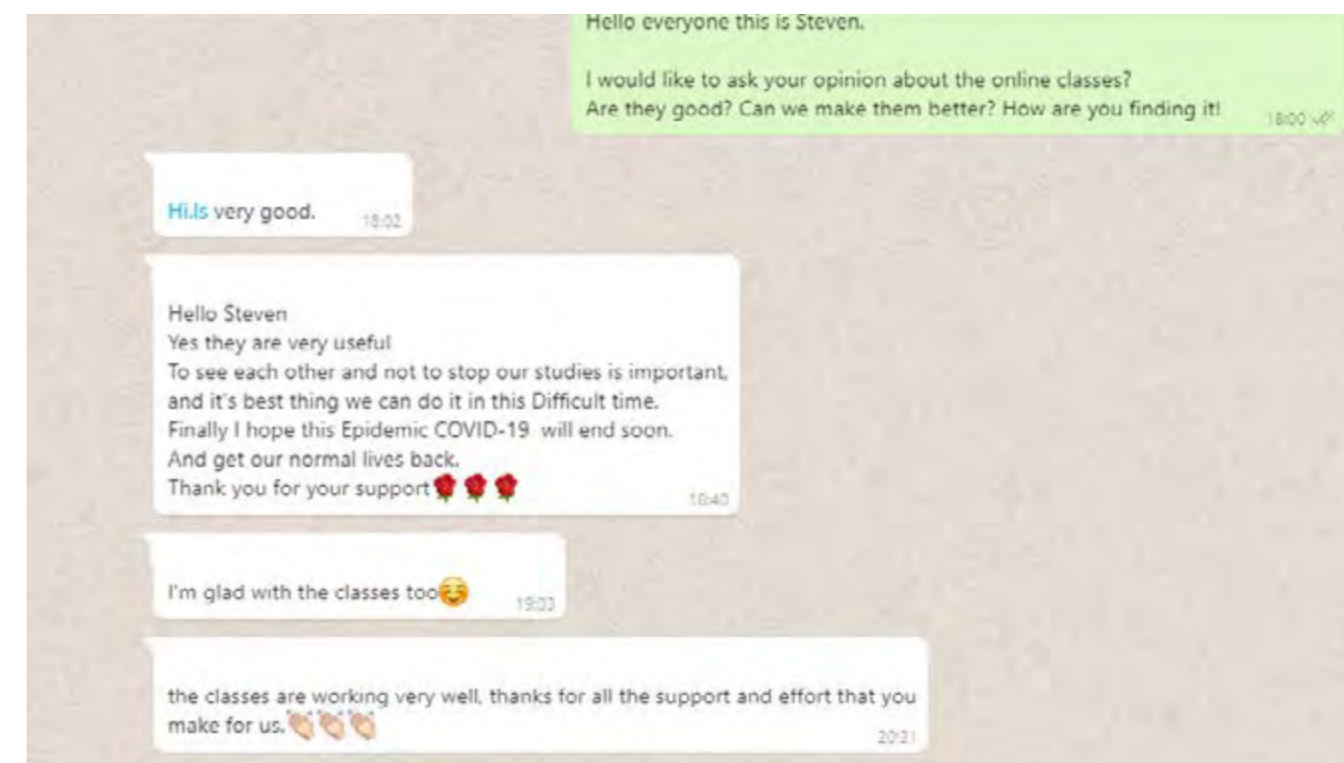 Hello everyone this is Steven.
I would like to ask your opinion about the online classes?
Are they good? Can we make them better? How are you finding it!
18:00
Hi.Is very good.
18:02
Hello Steven
Yes they are very useful
To see each other and not to stop our studies is important,
and it's best thing we can do it in this Difficult time.
Finally I hope this Epidemic COVID-19 will end soon.
And get our normal lives back.
Thank you for your support🌹🌹🌹
18:40
I'm glad with the classes too☺️
19:03
the classes are working very well, thanks for all the support and effort that you
make for us.👏🏻👏🏻👏🏻
20:21